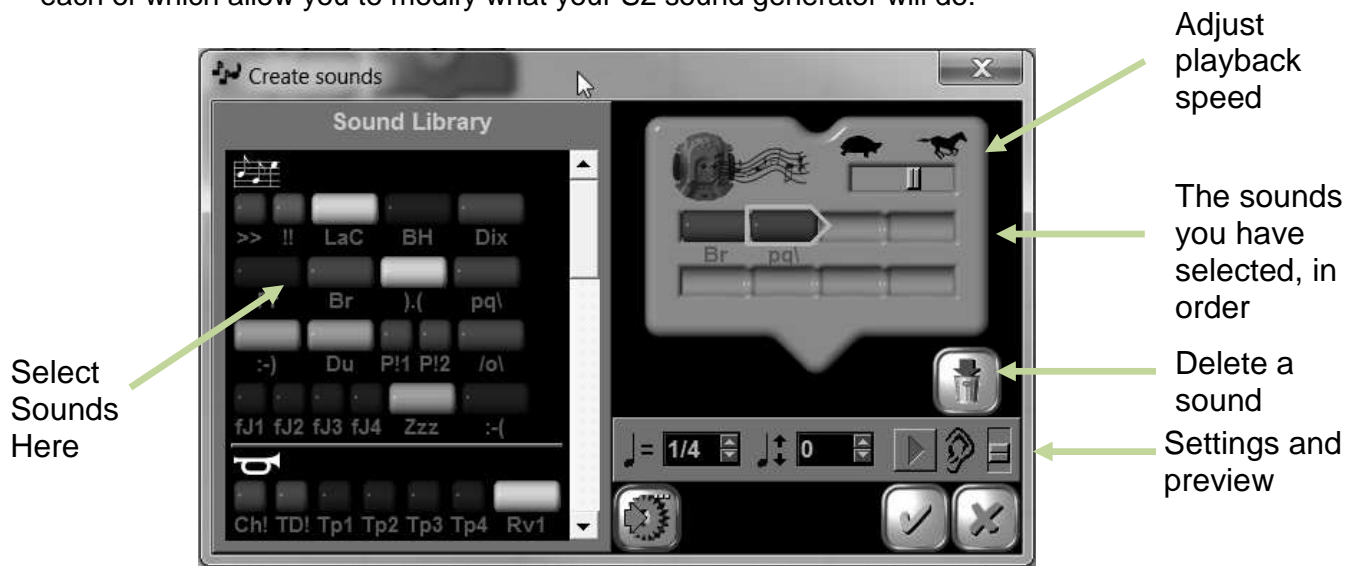 each of which allow you to modify what your S2 sound generator will do.
Adjust
playback
speed
Create sounds
X
Sound Library
>> !! LaC BH Dix
Br ).( pq\
:-) Du P!1 P!2 /o\
fJ1 fJ2 fJ3 fJ4 Zzz :-(
Ch! TD! Tp1 Tp2 Tp3 Tp4 Rv1
Br pq\
= 1/4 0
The sounds
you have
selected, in
order
Delete a
sound
Settings and
preview
Select
Sounds
Here